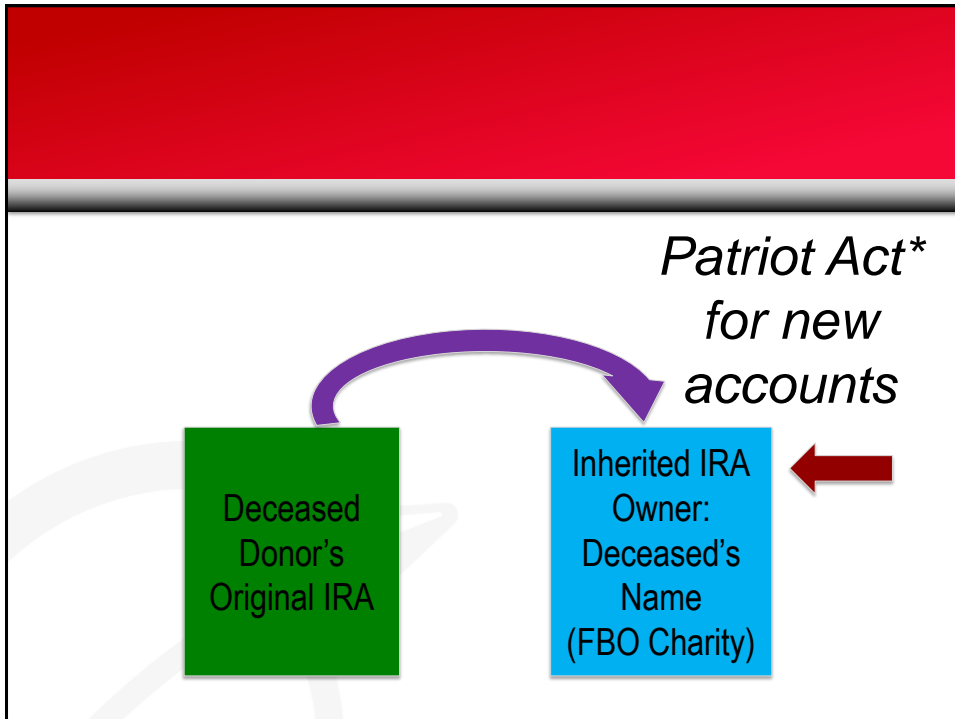 Patriot Act*
for new
accounts
Deceased
Donor’s
Original IRA
Inherited IRA
Owner:
Deceased’s
Name
(FBO Charity)